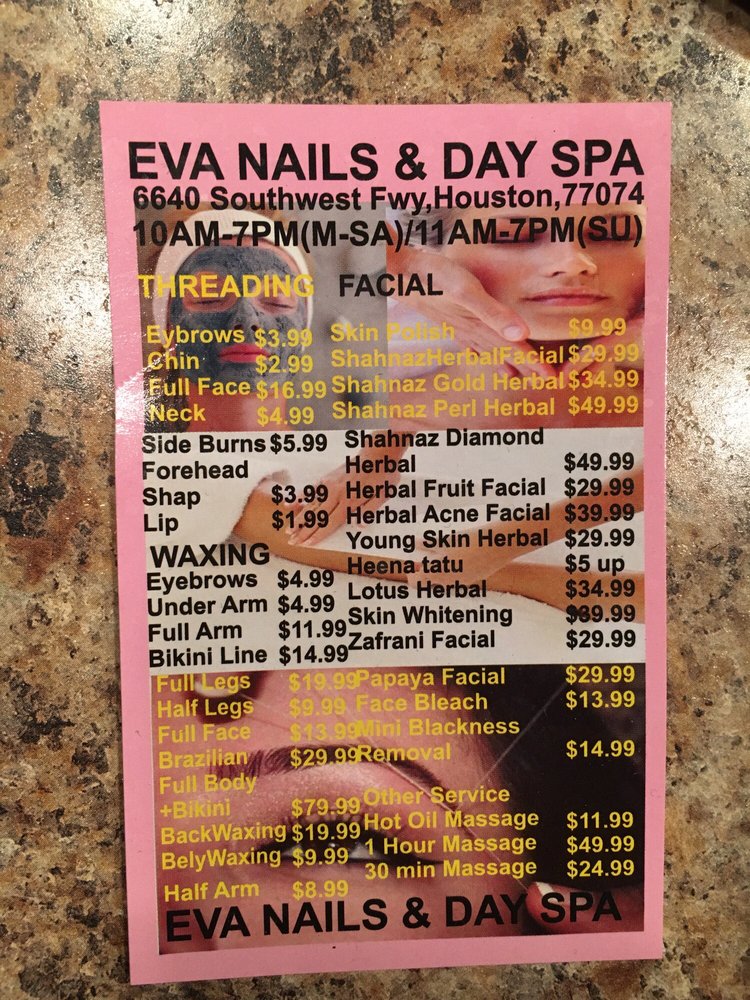 EVA NAILS & DAY SPA
6640 Southwest Fwy,Houston,77074
10AM-7PM(M-SA)/11AM-7PM(SU)
THREADING
Eybrows $3.99
Chin $2.99
Full Face $16.99
Neck $4.99
Side Burns $5.99
Forehead
Shap $3.99
Lip $1.99
WAXING
Eyebrows $4.99
Under Arm $4.99
Full Arm $11.99
Bikini Line $14.99
Full Legs $19.99
Half Legs $9.99
Full Face $13.99
Brazilian $29.99
Full Body
+Bikini $79.99
BackWaxing $19.99
BelyWaxing $9.99
Half Arm $8.99
FACIAL
Skin Polish $9.99
ShahnazHerbalFacial $29.99
Shahnaz Gold Herbal $34.99
Shahnaz Perl Herbal $49.99
Shahnaz Diamond
Herbal $49.99
Herbal Fruit Facial $29.99
Herbal Acne Facial $39.99
Young Skin Herbal $29.99
Heena tatu $5 up
Lotus Herbal $34.99
Skin Whitening $39.99
Zafrani Facial $29.99
Papaya Facial $29.99
Face Bleach $13.99
Mini Blackness
Removal $14.99
Other Service
Hot Oil Massage $11.99
1 Hour Massage $49.99
30 min Massage $24.99
EVA NAILS & DAY SPA